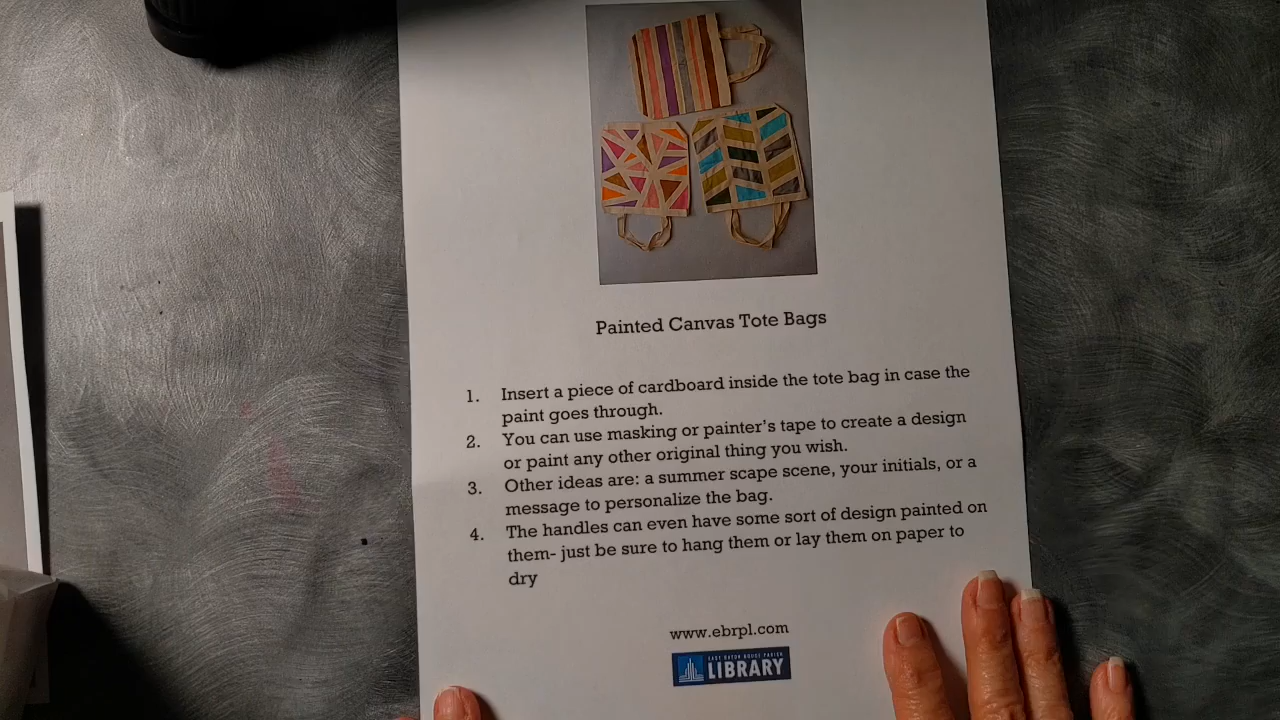 Painted Canvas Tote Bags
1. Insert a piece of cardboard inside the tote bag in case the
paint goes through.
2. You can use masking or painter's tape to create a design
or paint any other original thing you wish.
3. Other ideas are: a summer scape scene, your initials, or a
message to personalize the bag.
4. The handles can even have some sort of design painted on
them- just be sure to hang them or lay them on paper to
dry
www.ebrpl.com
EAST BATON ROUGE PARISH
LIBRARY